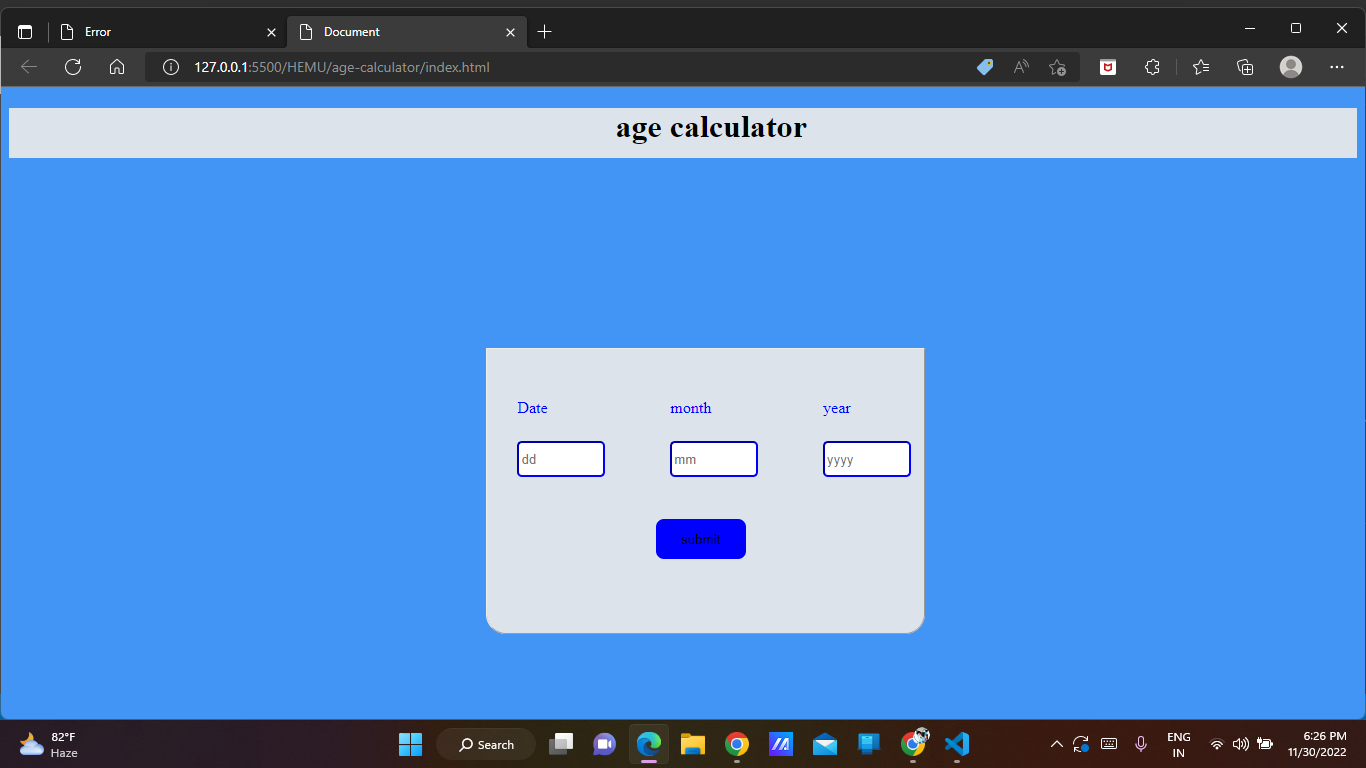 Error
Document
127.0.0.1:5500/HEMU/age-calculator/index.html
age calculator
Date month year
dd mm yyyy
submit
82°F
Haze
Search
ENG
IN
6:26 PM
11/30/2022